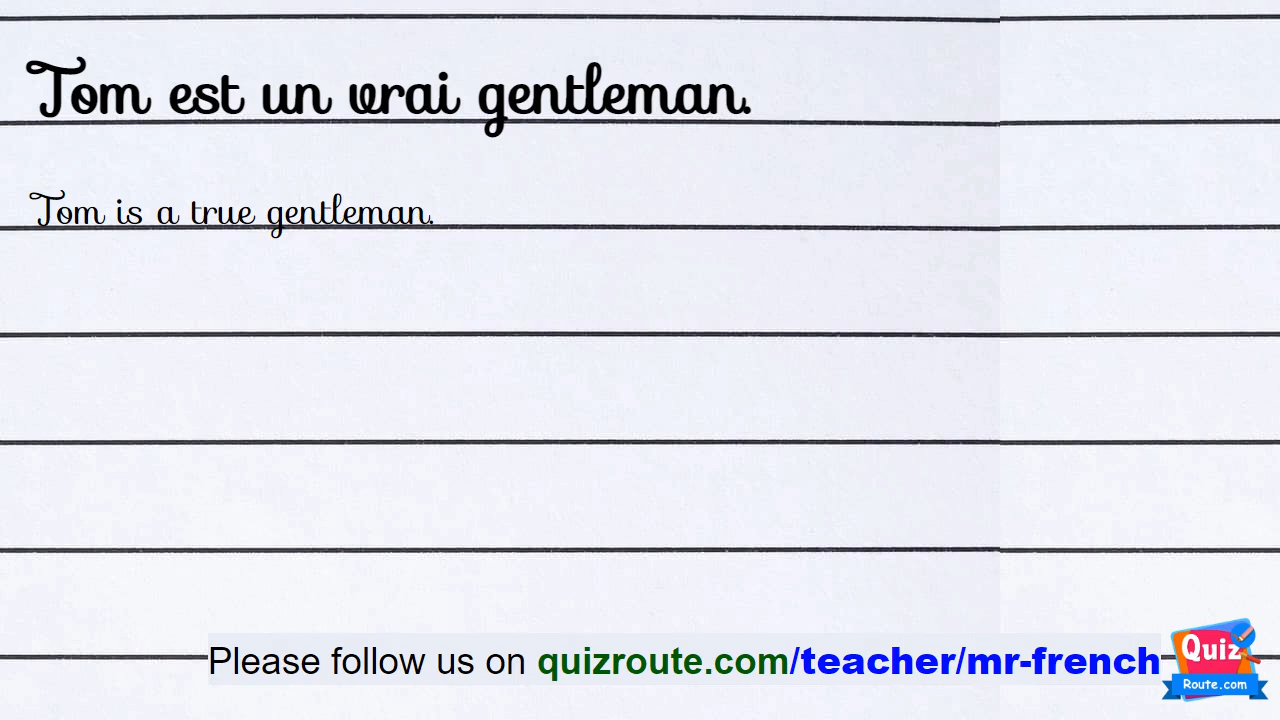 Tom est un vrai gentleman.
Tom is a true gentleman.
Please follow us on quizroute.com/teacher/mr-french
Quiz
Route.com